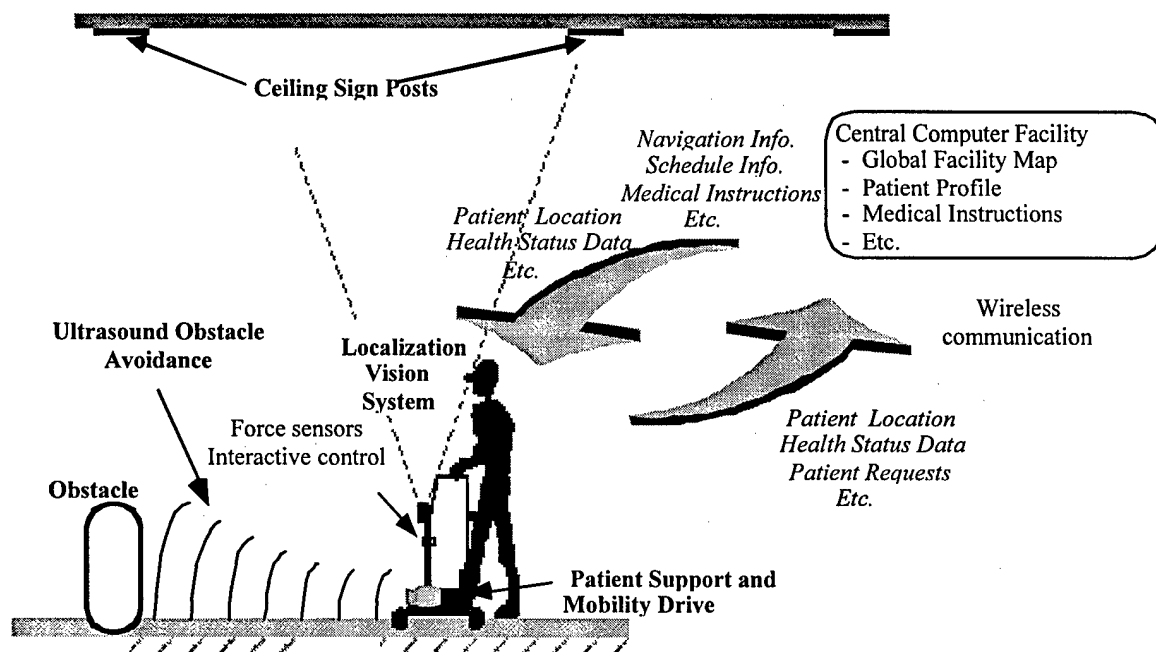 Ceiling Sign Posts
Navigation Info.
Schedule Info.
Medical Instructions
Etc.
Central Computer Facility
- Global Facility Map
- Patient Profile
- Medical Instructions
- Etc.
Patient Location
Health Status Data
Etc.
Wireless
communication
Ultrasound Obstacle
Avoidance
Localization
Vision
System
Force sensors
Interactive control
Patient Location
Health Status Data
Patient Requests
Etc.
Obstacle
Patient Support and
Mobility Drive